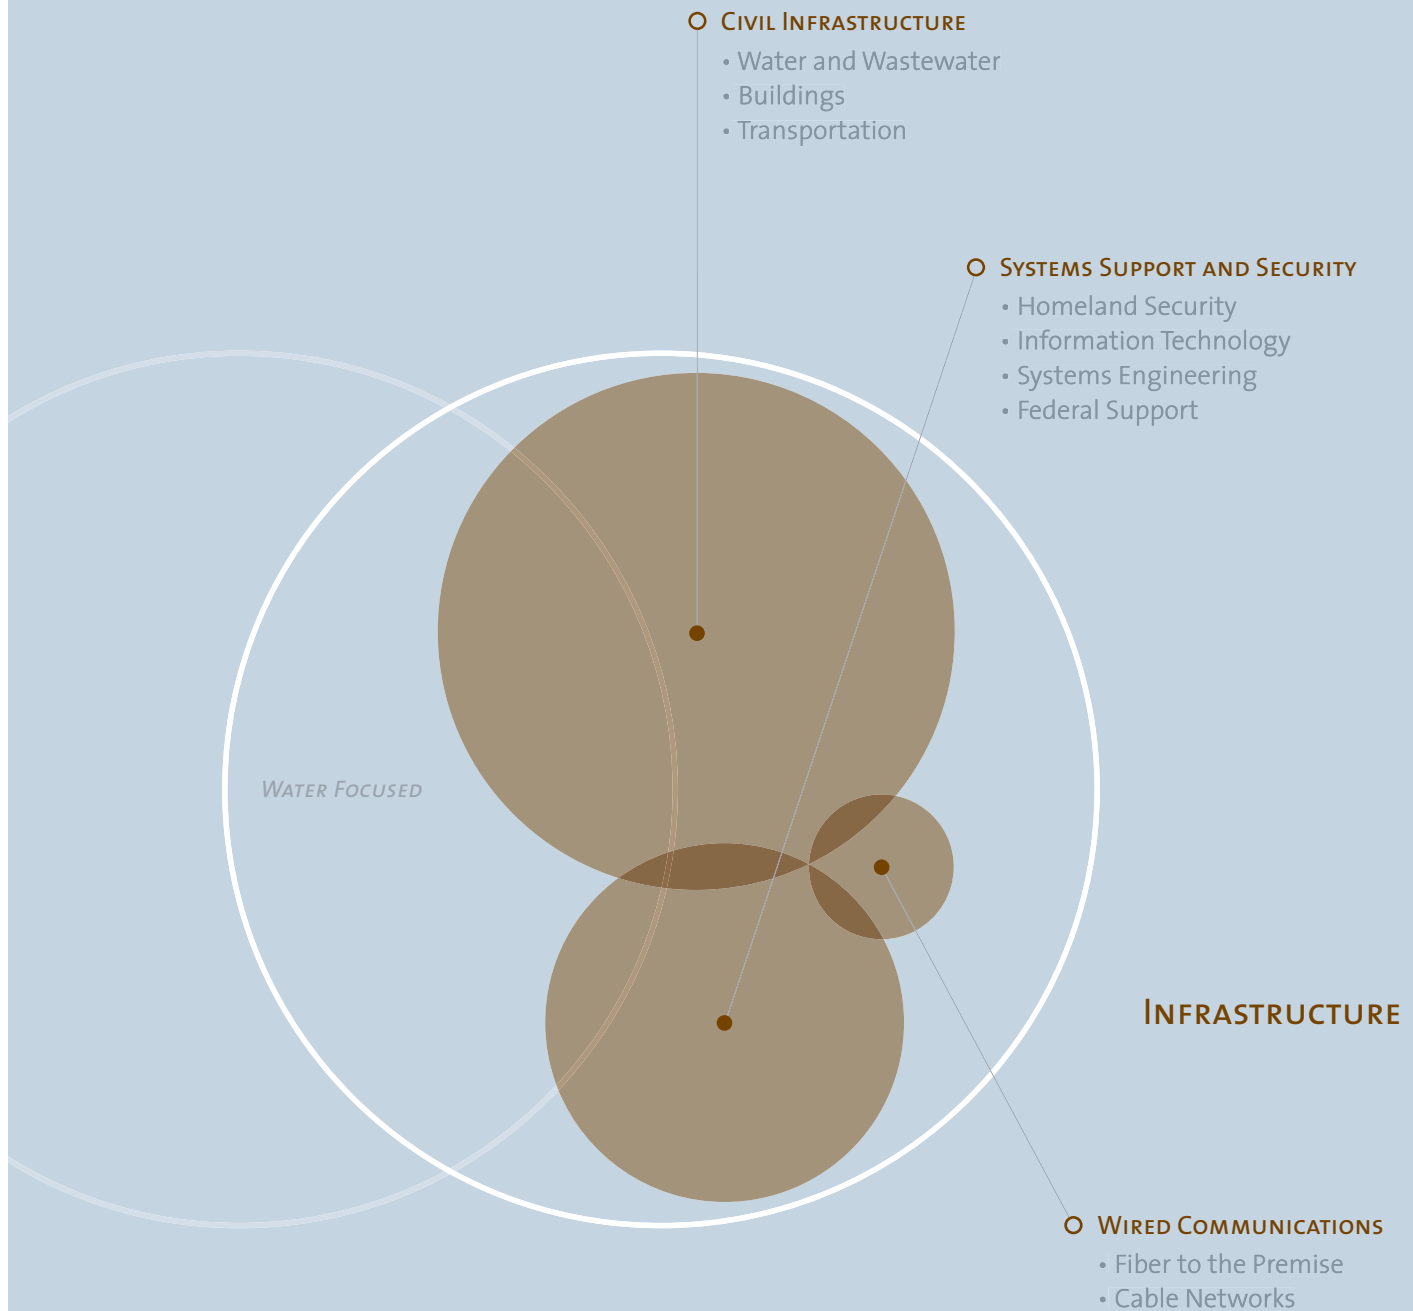 Civil Infrastructure
• Water and Wastewater
• Buildings
• Transportation
Systems Support and Security
• Homeland Security
• Information Technology
• Systems Engineering
• Federal Support
Water Focused
Infrastructure
Wired Communications
• Fiber to the Premise
• Cable Networks